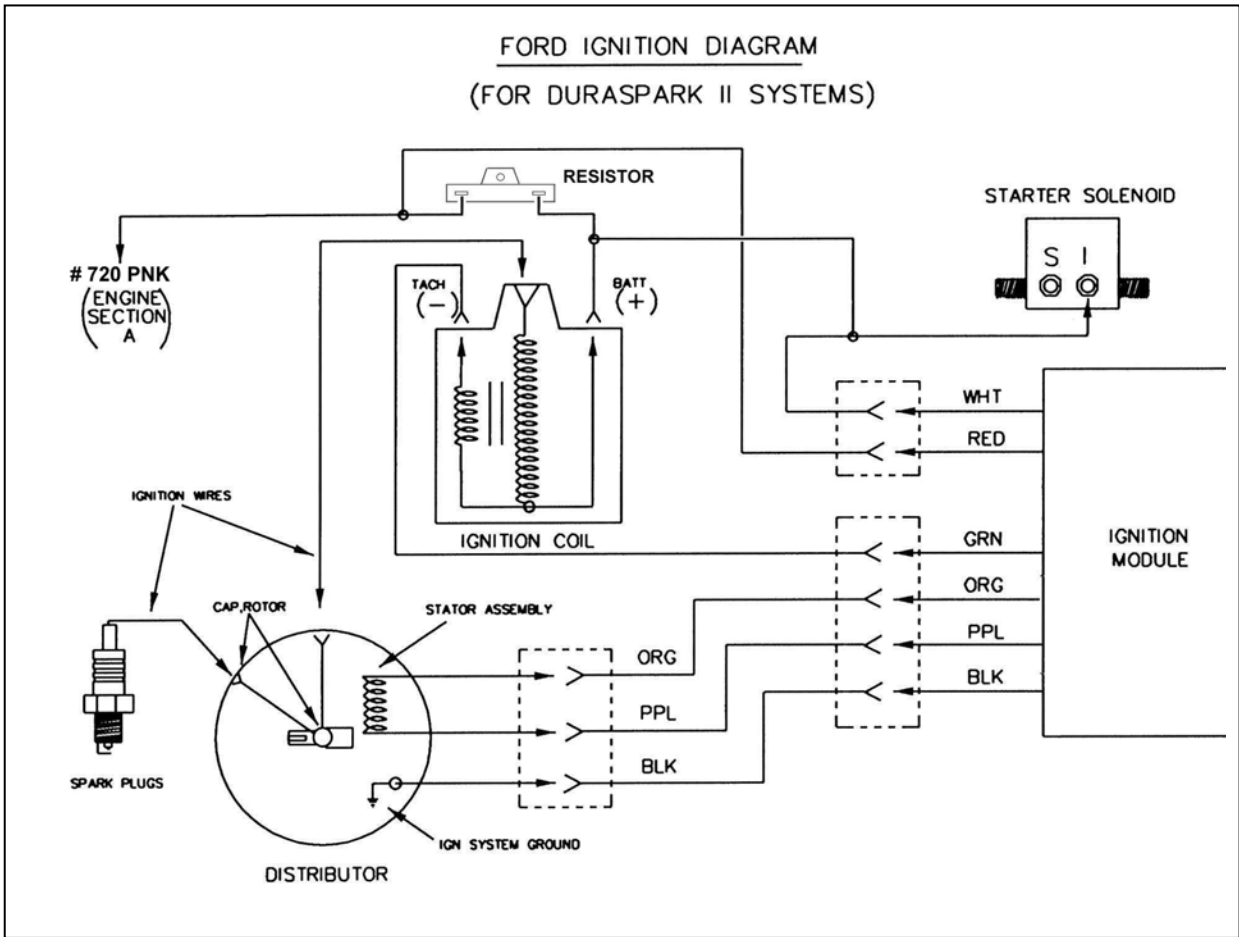 FORD IGNITION DIAGRAM
(FOR DURASPARK II SYSTEMS)
RESISTOR
STARTER SOLENOID
S I
# 720 PNK
(ENGINE
SECTION
A)
TACH
(-)
BATT
(+)
WHT
RED
IGNITION WIRES
IGNITION COIL
GRN
ORG
PPL
BLK
IGNITION
MODULE
CAP,ROTOR
STATOR ASSEMBLY
ORG
PPL
BLK
SPARK PLUGS
IGN SYSTEM GROUND
DISTRIBUTOR